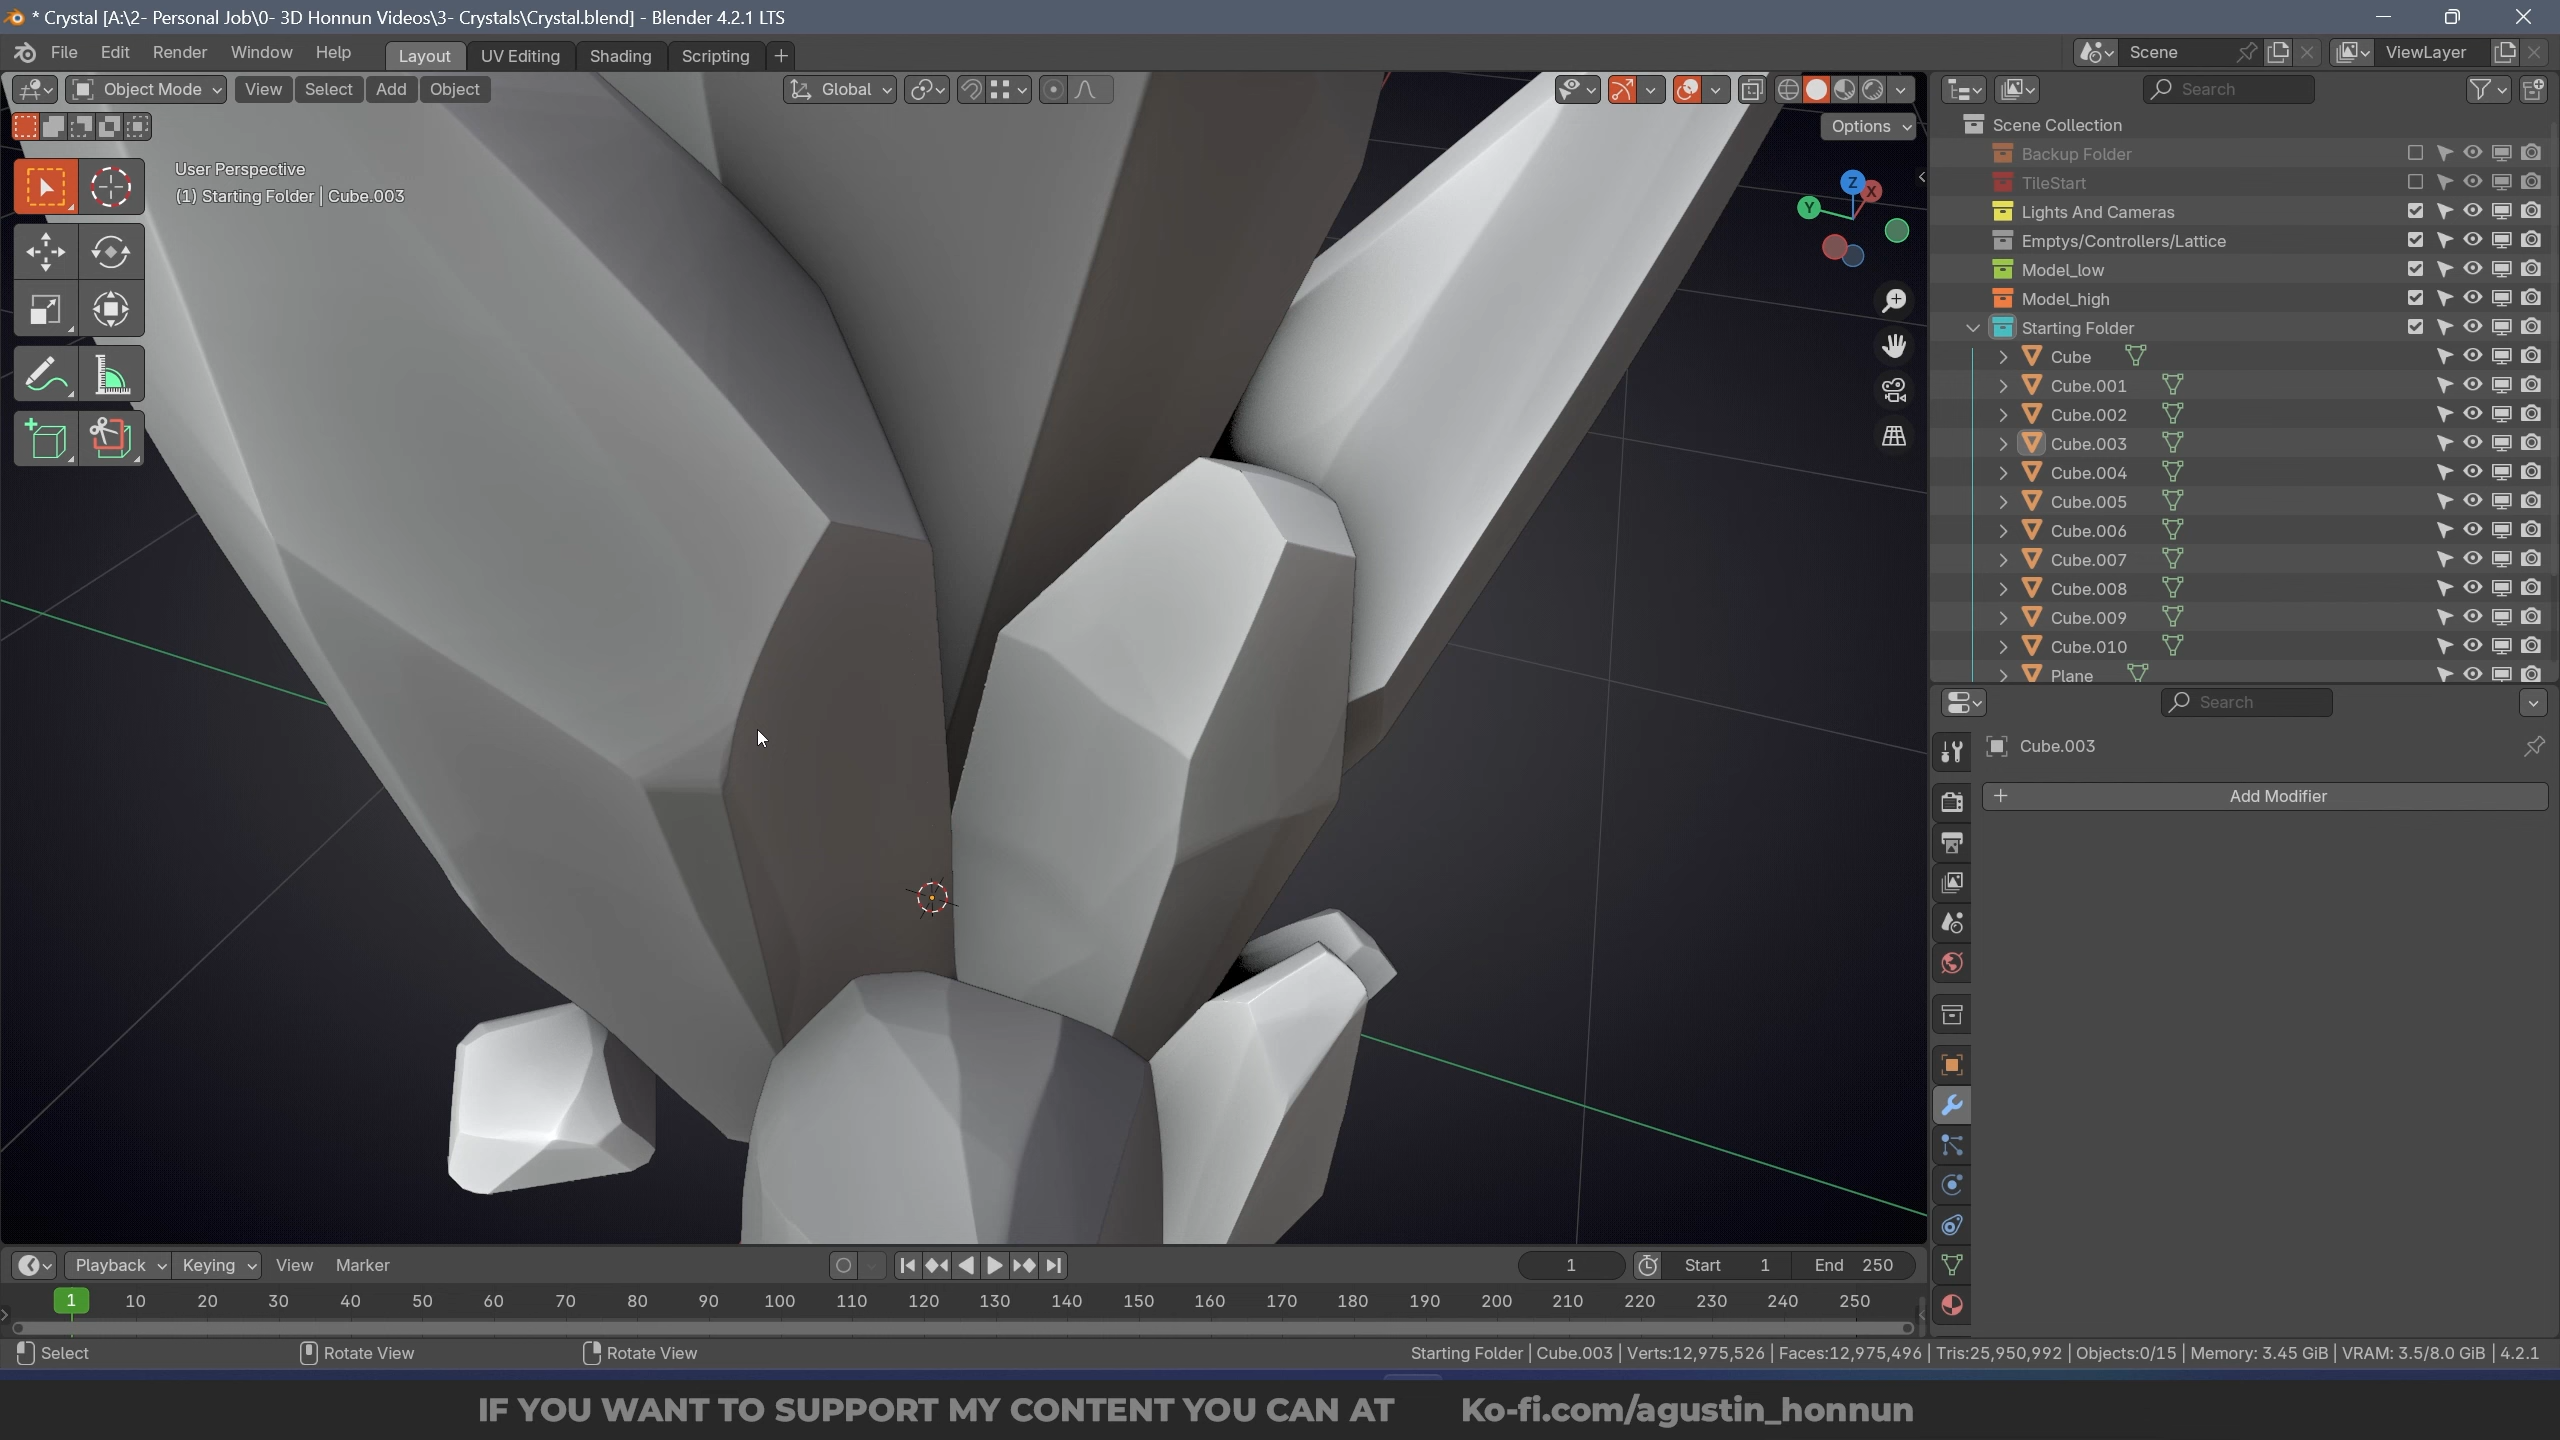 * Crystal [A:\2- Personal Job\0- 3D Honnun Videos\3- Crystals\Crystal.blend] - Blender 4.2.1 LTS
File Edit Render Window Help Layout UV Editing Shading Scripting + Scene ViewLayer
Object Mode View Select Add Object Global Search
Options
User Perspective
(1) Starting Folder | Cube.003
Z X Y
Scene Collection
Backup Folder
TileStart
Lights And Cameras
Emptys/Controllers/Lattice
Model_low
Model_high
Starting Folder
Cube
Cube.001
Cube.002
Cube.003
Cube.004
Cube.005
Cube.006
Cube.007
Cube.008
Cube.009
Cube.010
Plane
Search
Cube.003
+ Add Modifier
Playback Keying View Marker 1 Start 1 End 250
1 10 20 30 40 50 60 70 80 90 100 110 120 130 140 150 160 170 180 190 200 210 220 230 240 250
Select Rotate View Rotate View Starting Folder | Cube.003 | Verts:12,975,526 | Faces:12,975,496 | Tris:25,950,992 | Objects:0/15 | Memory: 3.45 GiB | VRAM: 3.5/8.0 GiB | 4.2.1
IF YOU WANT TO SUPPORT MY CONTENT YOU CAN AT Ko-fi.com/agustin_honnun